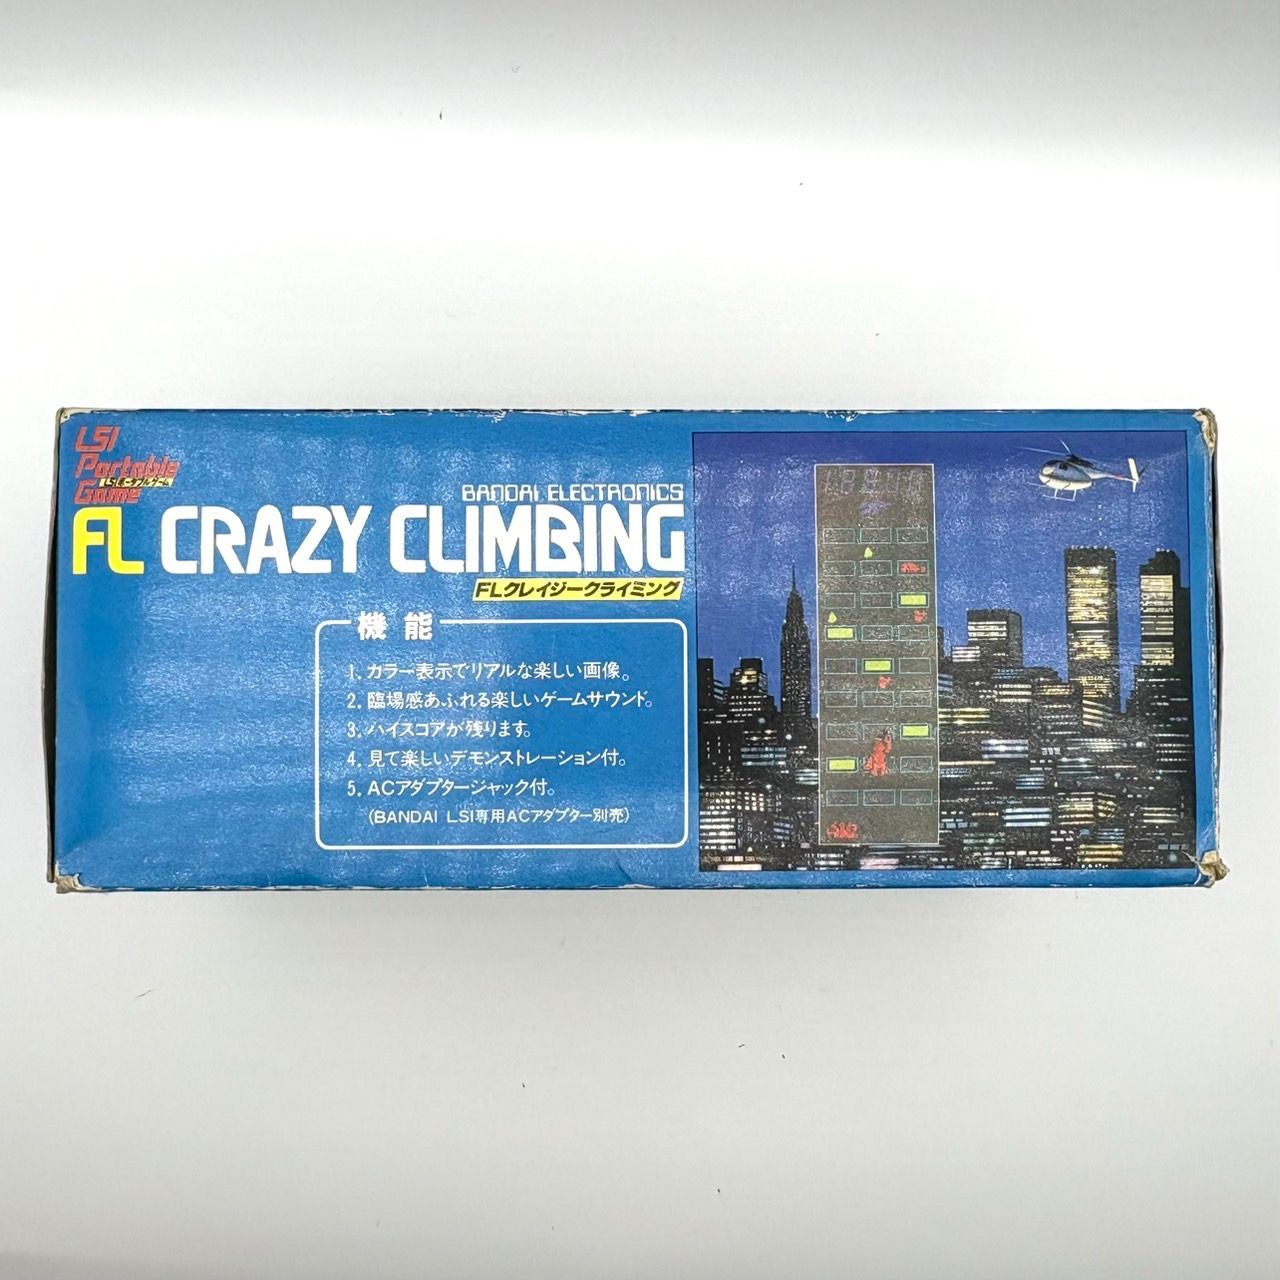 LSI
Portable
LSIポータブルゲーム
Game
BANDAI ELECTRONICS
FL CRAZY CLIMBING
FLクレイジークライミング
機能
1. カラー表示でリアルな楽しい画像。
2. 臨場感あふれる楽しいゲームサウンド。
3. ハイスコアが残ります。
4. 見て楽しいデモンストレーション付。
5. ACアダプタージャック付。
(BANDAI LSI専用ACアダプター別売)